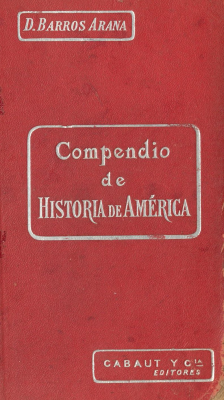 D. BARROS ARANA
Compendio
de
HISTORIA DE AMÉRICA
CABAUT Y Cía
EDITORES